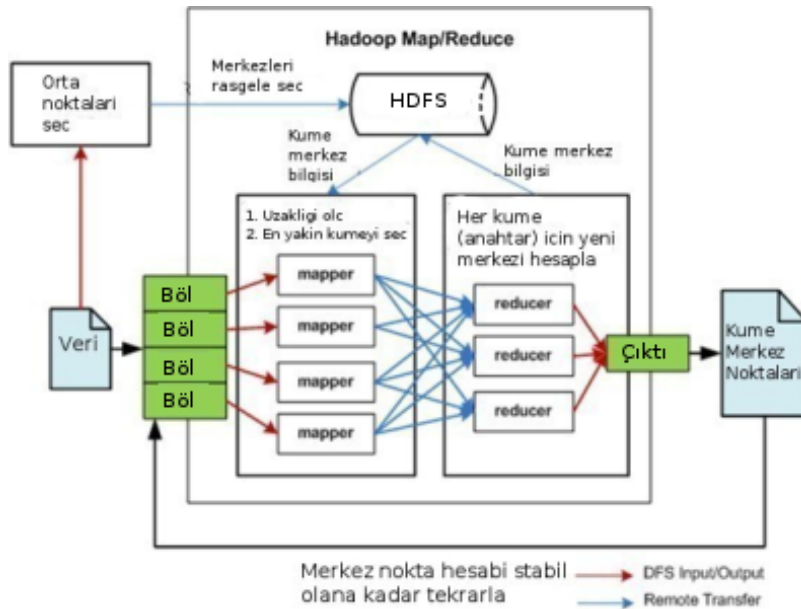 Hadoop Map/Reduce
Orta
noktalari
sec
Merkezleri
rasgele sec
HDFS
Kume
merkez
bilgisi
Kume merkez
bilgisi
1. Uzakligi olc
2. En yakin kumeyi sec
Her kume
(anahtar) icin yeni
merkezi hesapla
Veri
Böl
Böl
Böl
Böl
mapper
mapper
mapper
mapper
reducer
reducer
reducer
Çıktı
Kume
Merkez
Noktalari
Merkez nokta hesabi stabil
olana kadar tekrarla
DFS Input/Output
Remote Transfer